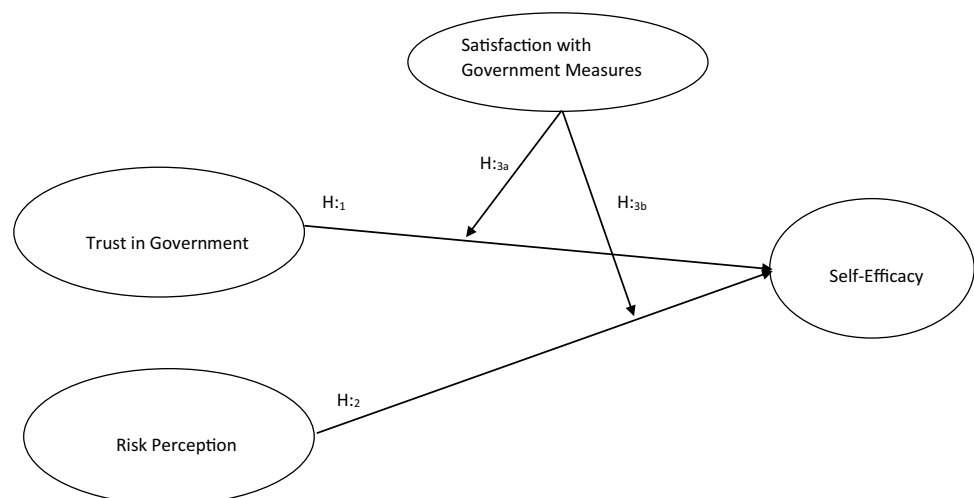 Satisfaction with
Government Measures
H:3a
H:1
H:3b
Trust in Government
Self-Efficacy
H:2
Risk Perception